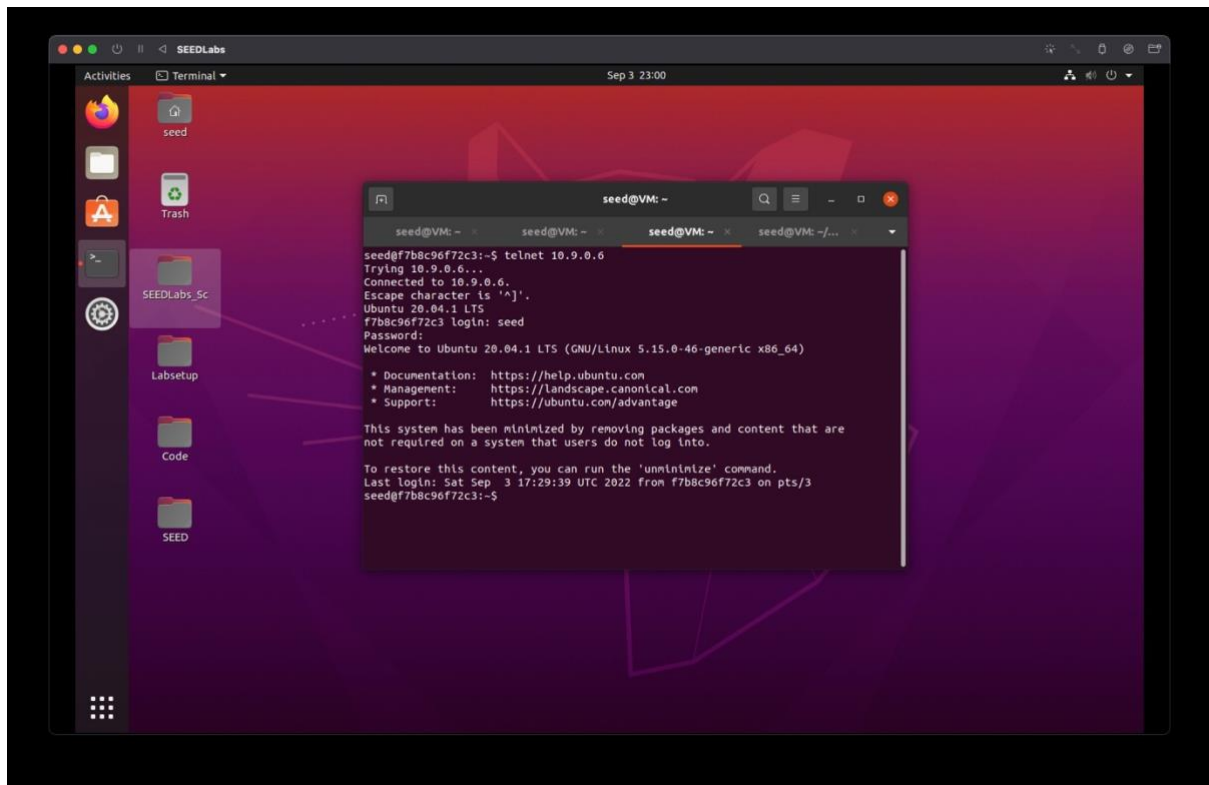 SEEDLabs
Activities
Terminal
Sep 3 23:00
seed
Trash
SEEDLabs_Sc
Labsetup
Code
SEED
seed@VM: ~
seed@VM: ~
seed@VM: ~
seed@VM: ~
seed@VM: ~/...
seed@f7b8c96f72c3:~$ telnet 10.9.0.6
Trying 10.9.0.6...
Connected to 10.9.0.6.
Escape character is '^]'.
Ubuntu 20.04.1 LTS
f7b8c96f72c3 login: seed
Password:
Welcome to Ubuntu 20.04.1 LTS (GNU/Linux 5.15.0-46-generic x86_64)
* Documentation: https://help.ubuntu.com
* Management: https://landscape.canonical.com
* Support: https://ubuntu.com/advantage
This system has been minimized by removing packages and content that are
not required on a system that users do not log into.
To restore this content, you can run the 'unminimize' command.
Last login: Sat Sep 3 17:29:39 UTC 2022 from f7b8c96f72c3 on pts/3
seed@f7b8c96f72c3:~$